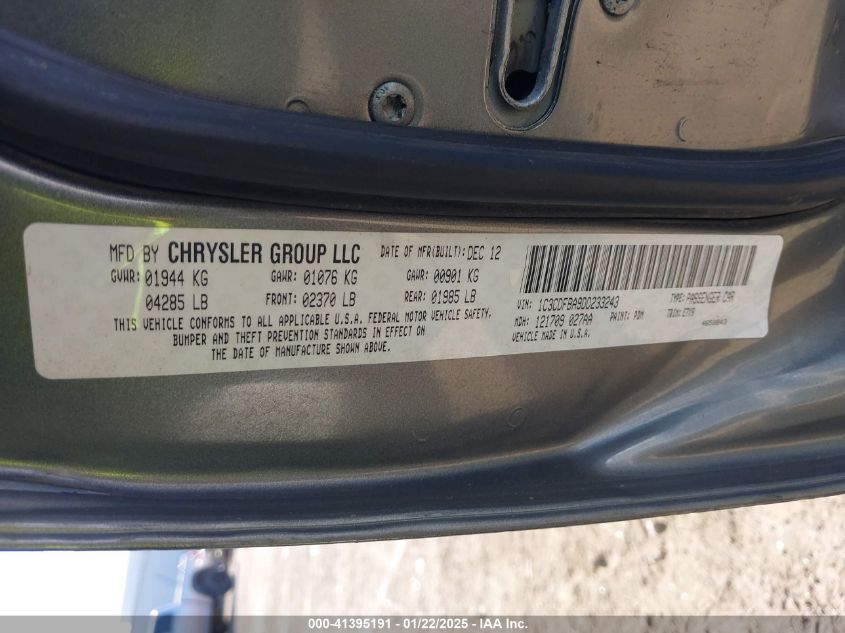 MFD BY CHRYSLER GROUP LLC DATE OF MFR(BUILT): DEC 12
GVWR: 01944 KG GAWR: 01076 KG GAWR: 00901 KG
04285 LB FRONT: 02370 LB REAR: 01985 LB
THIS VEHICLE CONFORMS TO ALL APPLICABLE U.S.A. FEDERAL MOTOR VEHICLE SAFETY,
BUMPER AND THEFT PREVENTION STANDARDS IN EFFECT ON
THE DATE OF MANUFACTURE SHOWN ABOVE.
VIN: 1C3CDFBA9DD233243 TYPE: PASSENGER CAR
MDH: 121709 027AA PAINT: PDM TRIM: E7X9
VEHICLE MADE IN U.S.A.
000-41395191 - 01/22/2025 - IAA